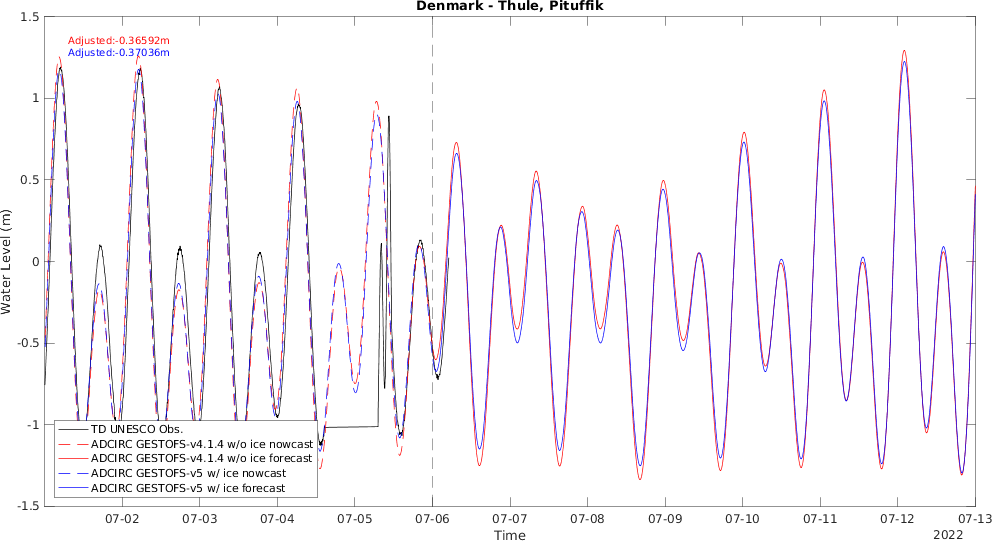 Denmark - Thule, Pituffik
Adjusted:-0.36592m
Adjusted:-0.37036m
Water Level (m)
1.5
1
0.5
0
-0.5
-1
-1.5
TD UNESCO Obs.
ADCIRC GESTOFS-v4.1.4 w/o ice nowcast
ADCIRC GESTOFS-v4.1.4 w/o ice forecast
ADCIRC GESTOFS-v5 w/ ice nowcast
ADCIRC GESTOFS-v5 w/ ice forecast
07-02 07-03 07-04 07-05 07-06 07-07 07-08 07-09 07-10 07-11 07-12 07-13
Time
2022